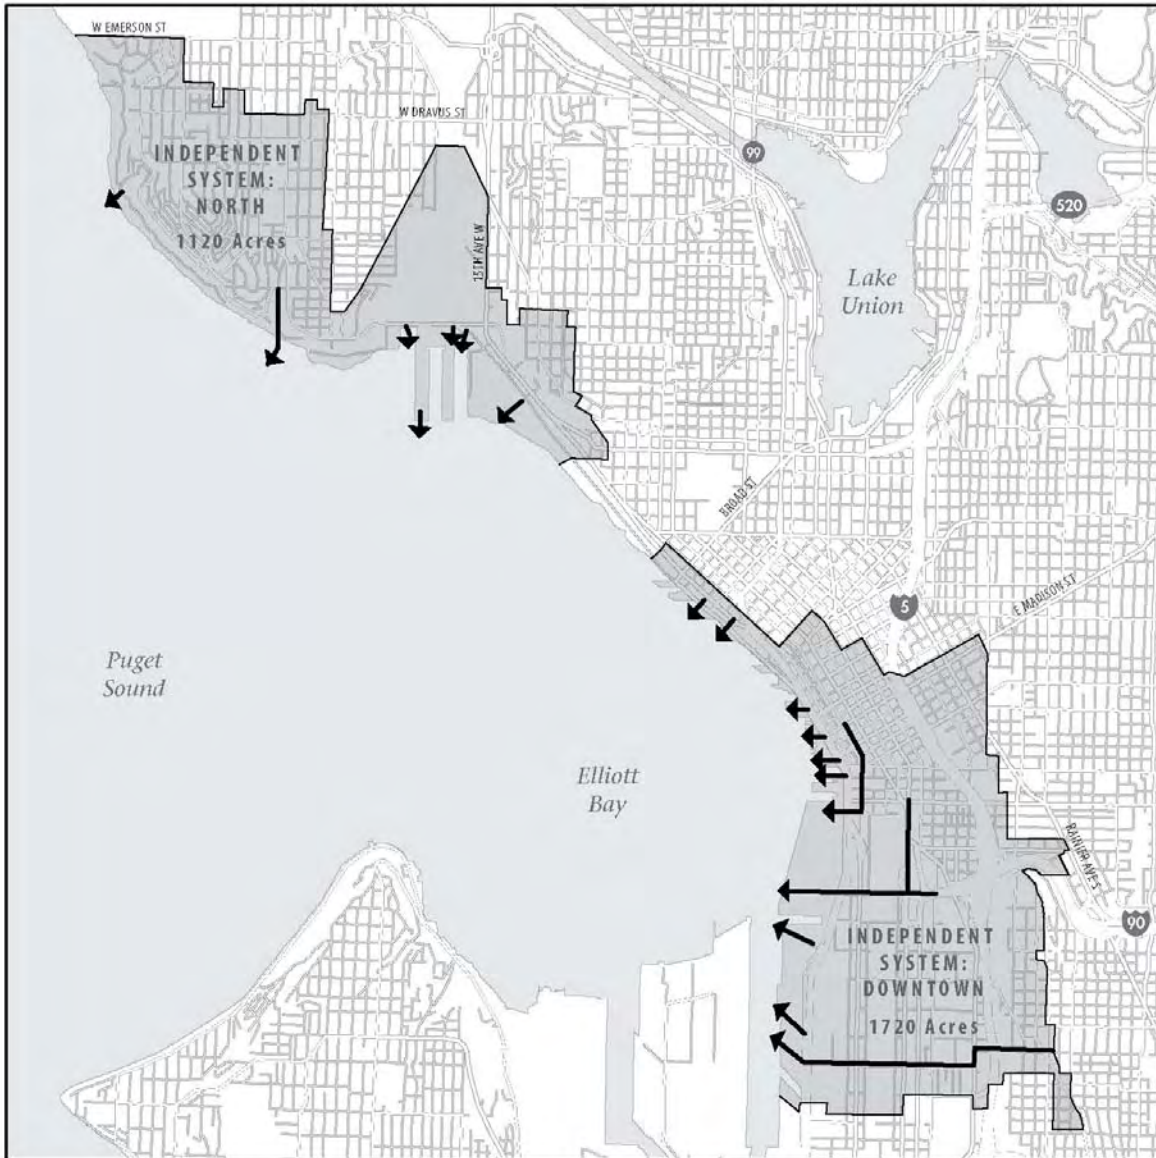 W EMERSON ST
W DRAVUS ST
INDEPENDENT
SYSTEM:
NORTH
1120 Acres
99
520
15TH AVE W
Lake
Union
BROAD ST
5
E MADISON ST
Puget
Sound
Elliott
Bay
RAINIER AVE S
90
INDEPENDENT
SYSTEM:
DOWNTOWN
1720 Acres